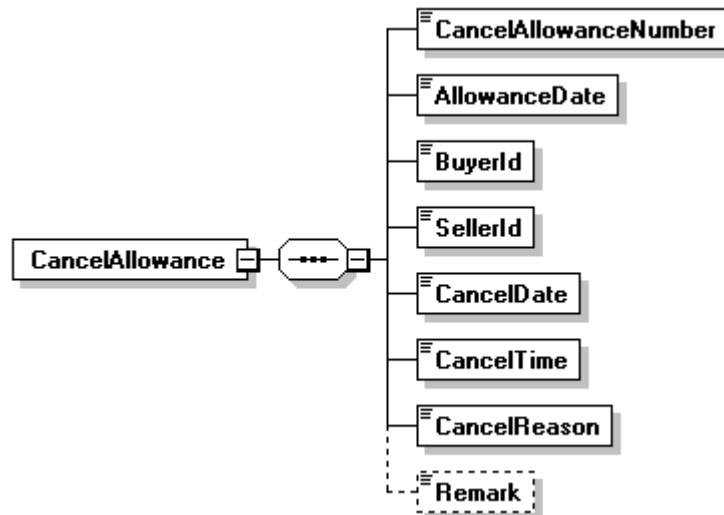 CancelAllowanceNumber
AllowanceDate
BuyerId
SellerId
CancelAllowance
CancelDate
CancelTime
CancelReason
Remark